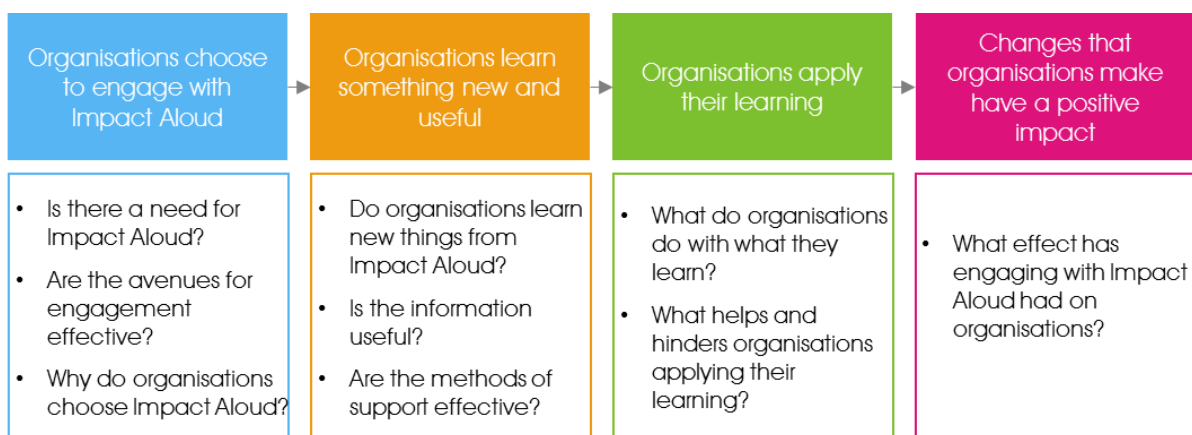 Organisations choose
to engage with
Impact Aloud
Organisations learn
something new and
useful
Organisations apply
their learning
Changes that
organisations make
have a positive
impact
• Is there a need for
Impact Aloud?
• Are the avenues for
engagement
effective?
• Why do organisations
choose Impact Aloud?
• Do organisations learn
new things from
Impact Aloud?
• Is the information
useful?
• Are the methods of
support effective?
• What do organisations
do with what they
learn?
• What helps and
hinders organisations
applying their
learning?
• What effect has
engaging with Impact
Aloud had on
organisations?